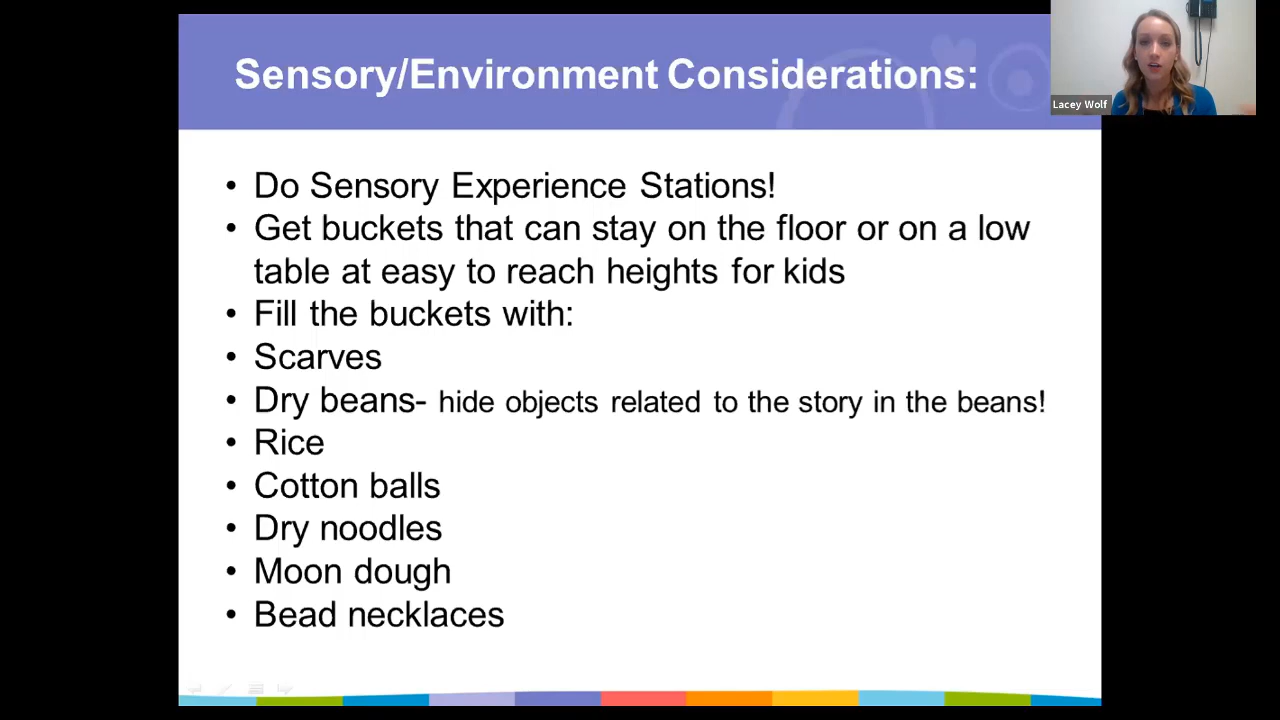 Sensory/Environment Considerations:
Lacey Wolf
• Do Sensory Experience Stations!
• Get buckets that can stay on the floor or on a low
table at easy to reach heights for kids
• Fill the buckets with:
• Scarves
• Dry beans- hide objects related to the story in the beans!
• Rice
• Cotton balls
• Dry noodles
• Moon dough
• Bead necklaces